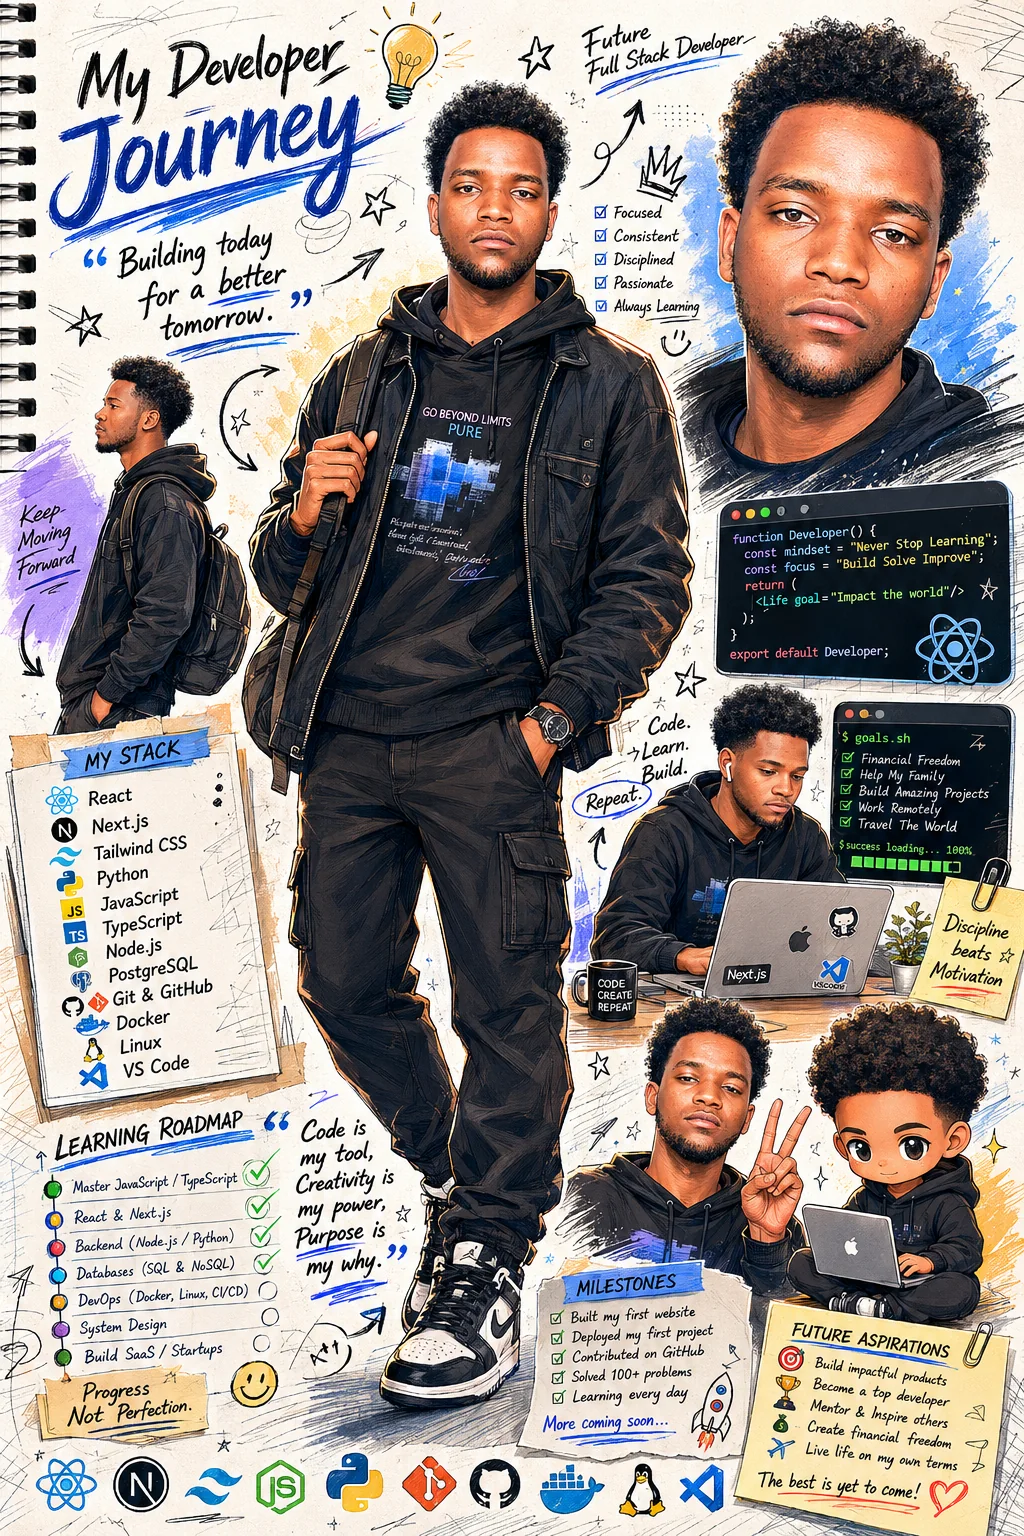 My Developer
Journey
“ Building today
for a better
tomorrow. ”
Future
Full Stack Developer
Focused
Consistent
Disciplined
Passionate
Always Learning
Keep
Moving
Forward
GO BEYOND LIMITS
PURE
function Developer() {
const mindset = "Never Stop Learning";
const focus = "Build Solve Improve";
return (
<Life goal="Impact the world"/>
);
}
export default Developer;
Code.
→Learn.
Build.
Repeat.
$ goals.sh
Financial Freedom
Help My Family
Build Amazing Projects
Work Remotely
Travel The World
$success loading... 100%
MY STACK
React
N Next.js
Tailwind CSS
Python
JS JavaScript
TS TypeScript
Node.js
PostgreSQL
Git & GitHub
Docker
Linux
VS Code
Next.js
CODE
CREATE
REPEAT
Discipline
beats
Motivation
LEARNING ROADMAP
Master JavaScript / TypeScript
React & Next.js
Backend (Node.js / Python)
Databases (SQL & NoSQL)
DevOps (Docker, Linux, CI/CD)
System Design
Build SaaS / Startups
Progress
Not Perfection.
“ Code is
my tool,
Creativity is
my power,
Purpose is
my why. ”
A++
MILESTONES
Built my first website
Deployed my first project
Contributed on GitHub
Solved 100+ problems
Learning every day
More coming soon...
FUTURE ASPIRATIONS
Build impactful products
Become a top developer
Mentor & Inspire others
$ Create financial freedom
Live life on my own terms
The best is yet to come!
N
JS